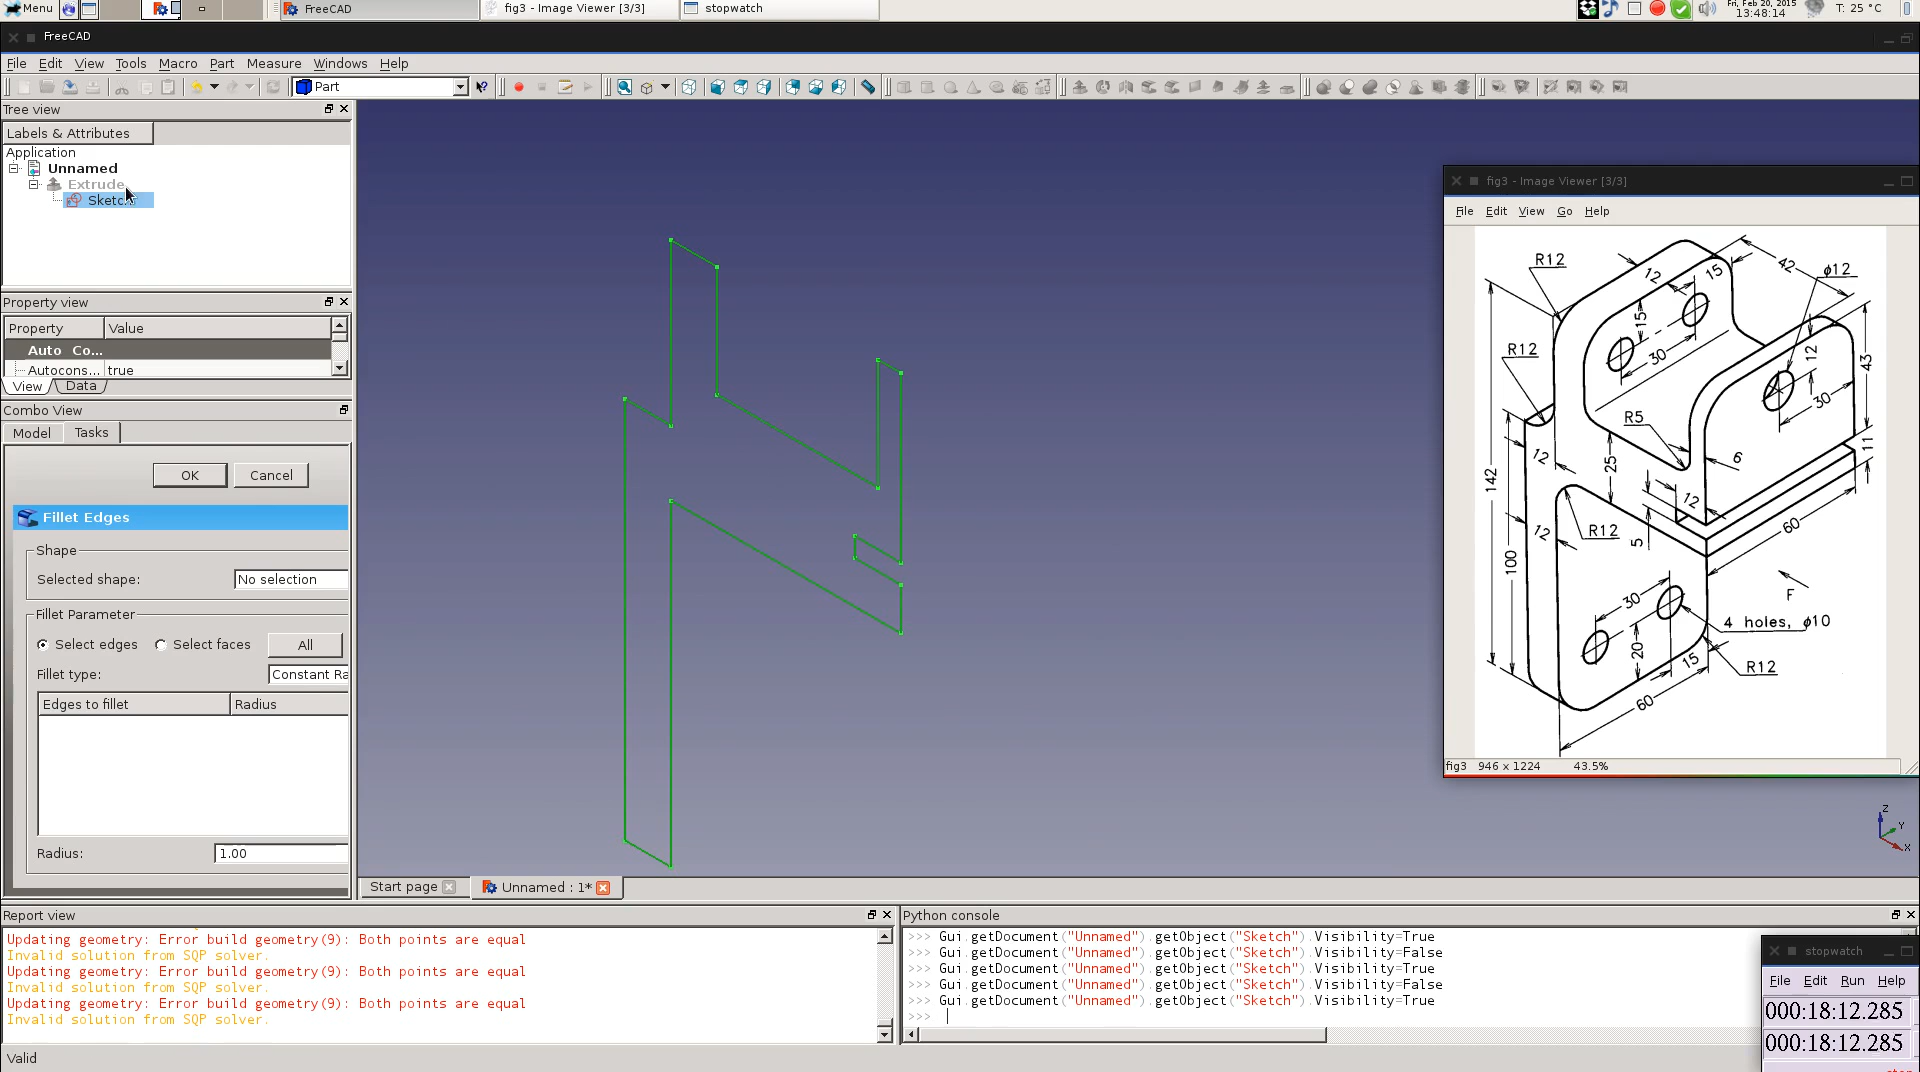 Menu
FreeCAD
fig3 - Image Viewer [3/3]
stopwatch
Fri, Feb 20, 2015
13:48:14
T: 25 °C
FreeCAD
File Edit View Tools Macro Part Measure Windows Help
Part
Tree view
Labels & Attributes
Application
Unnamed
Extrude
Sketch
Property view
Property Value
Auto Co...
Autocons... true
View Data
Combo View
Model Tasks
OK Cancel
Fillet Edges
Shape
Selected shape: No selection
Fillet Parameter
Select edges Select faces All
Fillet type: Constant Ra
Edges to fillet Radius
Radius: 1.00
Start page
Unnamed : 1*
fig3 - Image Viewer [3/3]
File Edit View Go Help
R12
12
15
42
ϕ12
15
30
R12
12
43
30
R5
6
11
12
25
142
12
60
12
R12
5
100
F
30
4 holes, ϕ10
20
15
R12
60
fig3 946 x 1224 43.5%
Z
Y
X
Report view
Updating geometry: Error build geometry(9): Both points are equal
Invalid solution from SQP solver.
Updating geometry: Error build geometry(9): Both points are equal
Invalid solution from SQP solver.
Updating geometry: Error build geometry(9): Both points are equal
Invalid solution from SQP solver.
Python console
>>> Gui.getDocument("Unnamed").getObject("Sketch").Visibility=True
>>> Gui.getDocument("Unnamed").getObject("Sketch").Visibility=False
>>> Gui.getDocument("Unnamed").getObject("Sketch").Visibility=True
>>> Gui.getDocument("Unnamed").getObject("Sketch").Visibility=False
>>> Gui.getDocument("Unnamed").getObject("Sketch").Visibility=True
>>>
stopwatch
File Edit Run Help
000:18:12.285
000:18:12.285
Valid